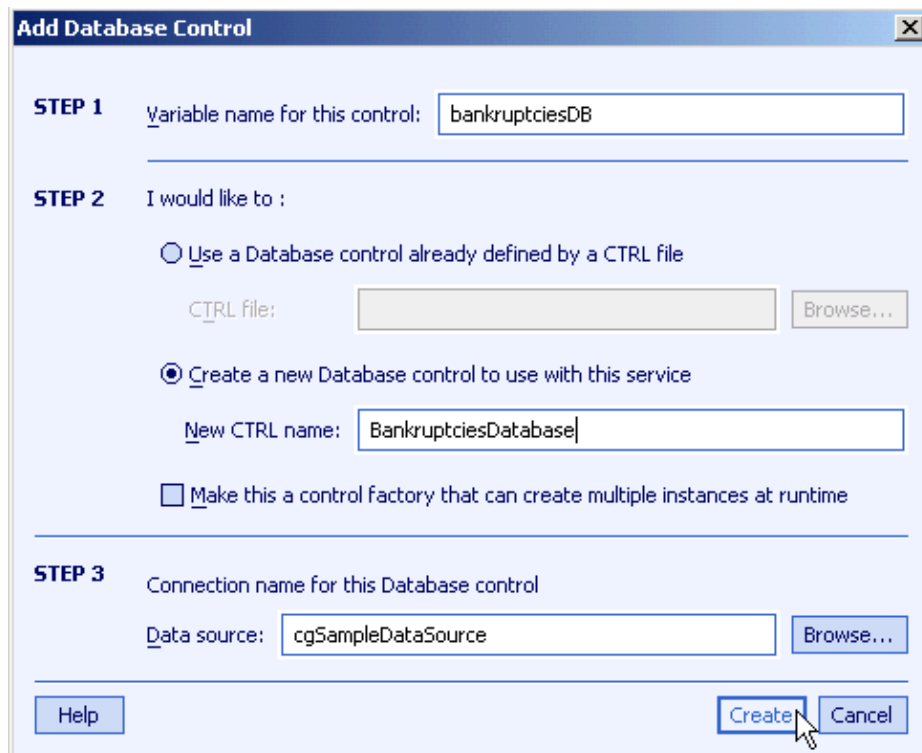 Add Database Control
STEP 1 Variable name for this control: bankruptciesDB
STEP 2 I would like to :
Use a Database control already defined by a CTRL file
CTRL file: Browse...
Create a new Database control to use with this service
New CTRL name: BankruptciesDatabase
Make this a control factory that can create multiple instances at runtime
STEP 3 Connection name for this Database control
Data source: cgSampleDataSource Browse...
Help Create Cancel